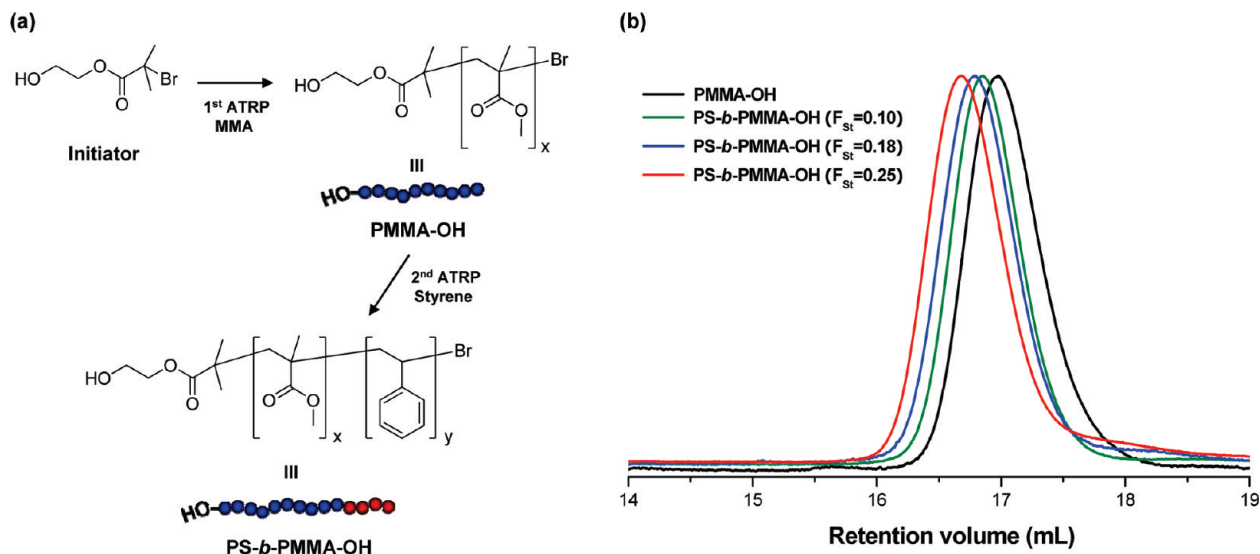 (a)
HO
O
O
Br
1st ATRP
MMA
Initiator
HO
O
O
Br
O
O
x
III
HO
PMMA-OH
2nd ATRP
Styrene
HO
O
O
Br
O
O
x
y
III
HO
PS-b-PMMA-OH
(b)
PMMA-OH
PS-b-PMMA-OH (FSt=0.10)
PS-b-PMMA-OH (FSt=0.18)
PS-b-PMMA-OH (FSt=0.25)
14 15 16 17 18 19
Retention volume (mL)